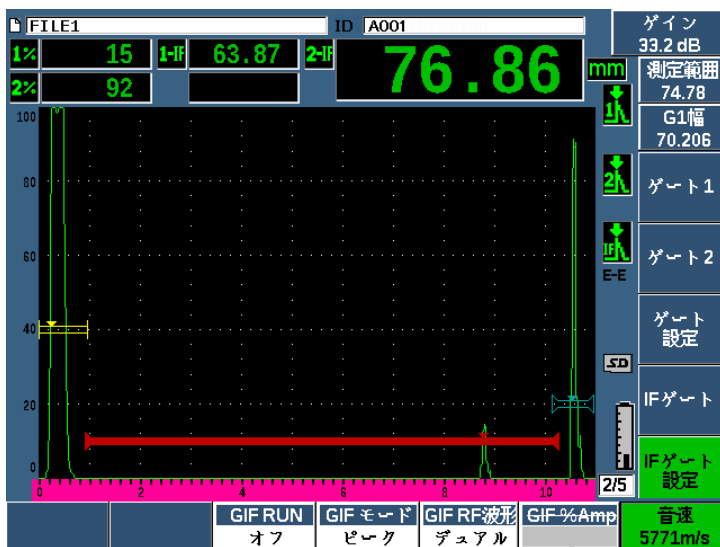 FILE1
ID A001
ゲイン
33.2 dB
1% 15 1-IF 63.87 2-IF 76.86 mm
2% 92
測定範囲
74.78
G1幅
70.206
ゲート1
ゲート2
ゲート
設定
IFゲート
IFゲート
設定
音速
5771m/s
100
80
60
40
20
0
0 2 4 6 8 10
1
2
IF
E-E
SD
2/5
GIF RUN
オフ
GIF モード
ピーク
GIF RF波形
デュアル
GIF %Amp